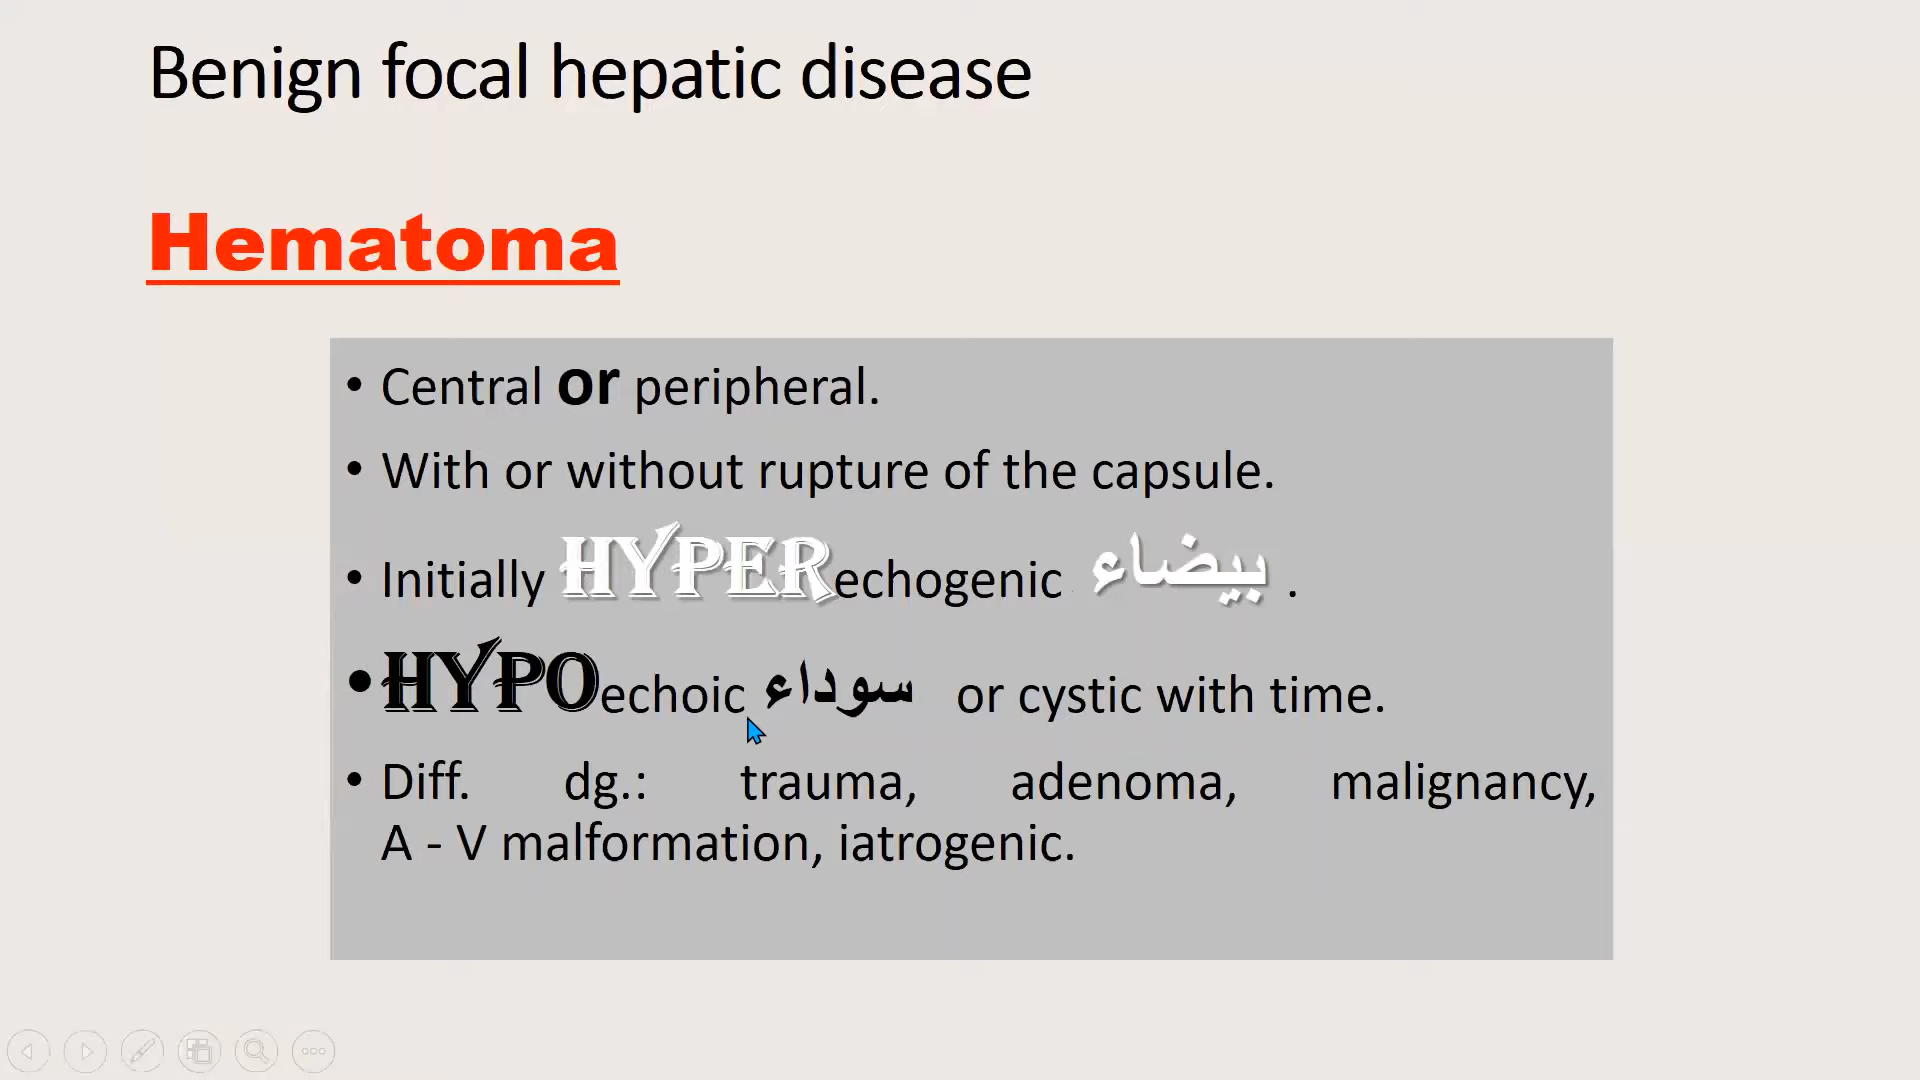 Benign focal hepatic disease
Hematoma
• Central or peripheral.
• With or without rupture of the capsule.
• Initially HYPERechogenic بيضاء .
• HYPOechoic سوداء or cystic with time.
• Diff. dg.: trauma, adenoma, malignancy,
A - V malformation, iatrogenic.